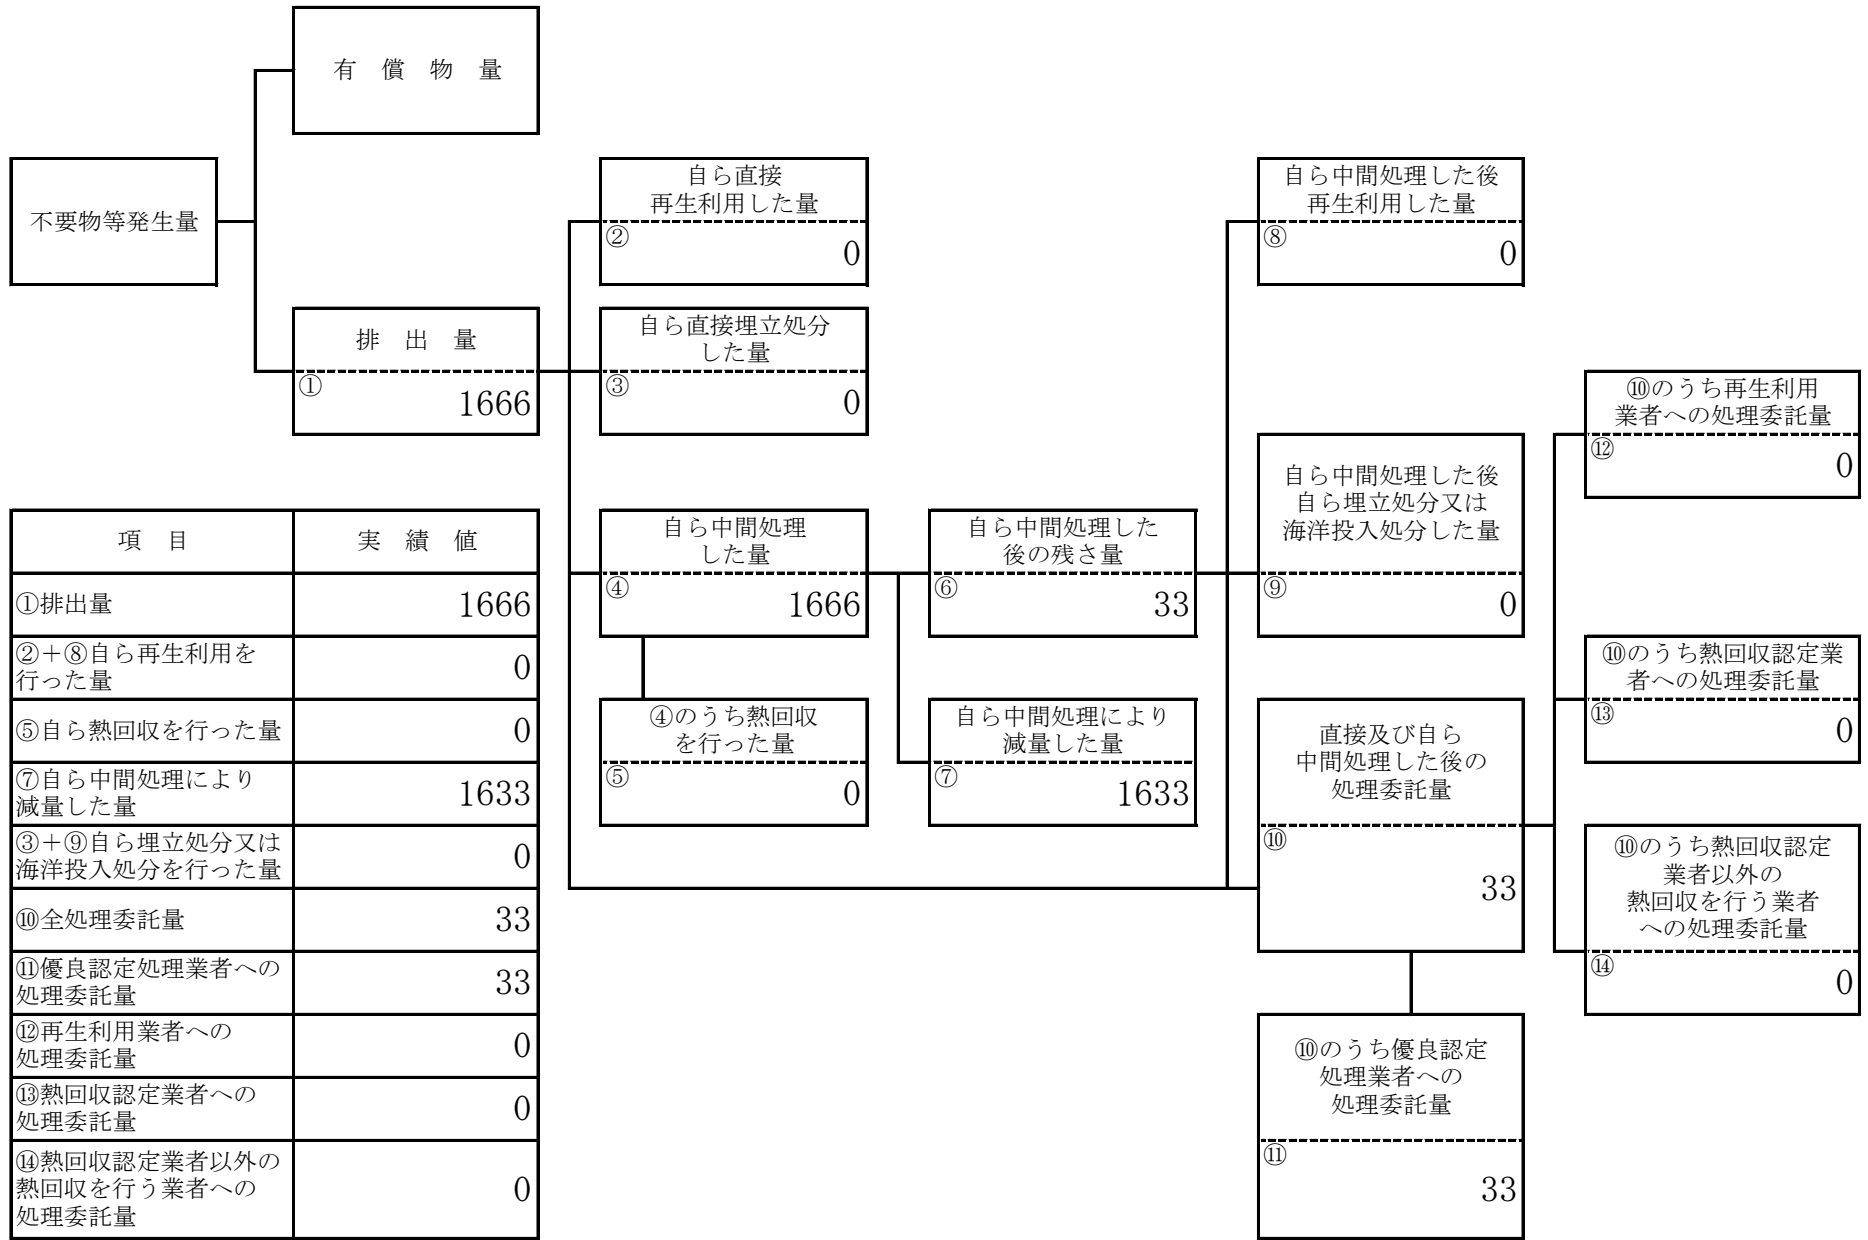 有 償 物 量
不要物等発生量
排 出 量
①
1666
自ら直接
再生利用した量
②
0
自ら直接埋立処分
した量
③
0
自ら中間処理
した量
④
1666
④のうち熱回収
を行った量
⑤
0
自ら中間処理した
後の残さ量
⑥
33
自ら中間処理により
減量した量
⑦
1633
自ら中間処理した後
再生利用した量
⑧
0
自ら中間処理した後
自ら埋立処分又は
海洋投入処分した量
⑨
0
直接及び自ら
中間処理した後の
処理委託量
⑩
33
⑩のうち優良認定
処理業者への
処理委託量
⑪
33
⑩のうち再生利用
業者への処理委託量
⑫
0
⑩のうち熱回収認定業
者への処理委託量
⑬
0
⑩のうち熱回収認定
業者以外の
熱回収を行う業者
への処理委託量
⑭
0
項 目 実 績 値
①排出量 1666
②+⑧自ら再生利用を
行った量 0
⑤自ら熱回収を行った量 0
⑦自ら中間処理により
減量した量 1633
③+⑨自ら埋立処分又は
海洋投入処分を行った量 0
⑩全処理委託量 33
⑪優良認定処理業者への
処理委託量 33
⑫再生利用業者への
処理委託量 0
⑬熱回収認定業者への
処理委託量 0
⑭熱回収認定業者以外の
熱回収を行う業者への
処理委託量 0